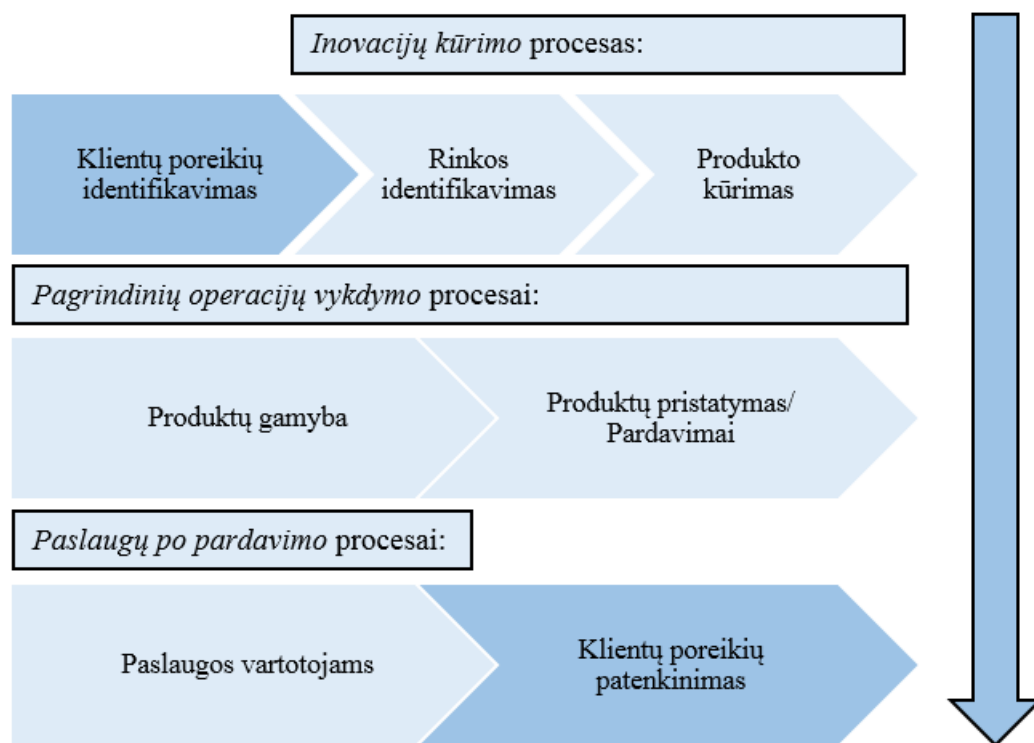 Inovacijų kūrimo procesas:
Klientų poreikių
identifikavimas
Rinkos
identifikavimas
Produkto
kūrimas
Pagrindinių operacijų vykdymo procesai:
Produktų gamyba
Produktų pristatymas/
Pardavimai
Paslaugų po pardavimo procesai:
Paslaugos vartotojams
Klientų poreikių
patenkinimas